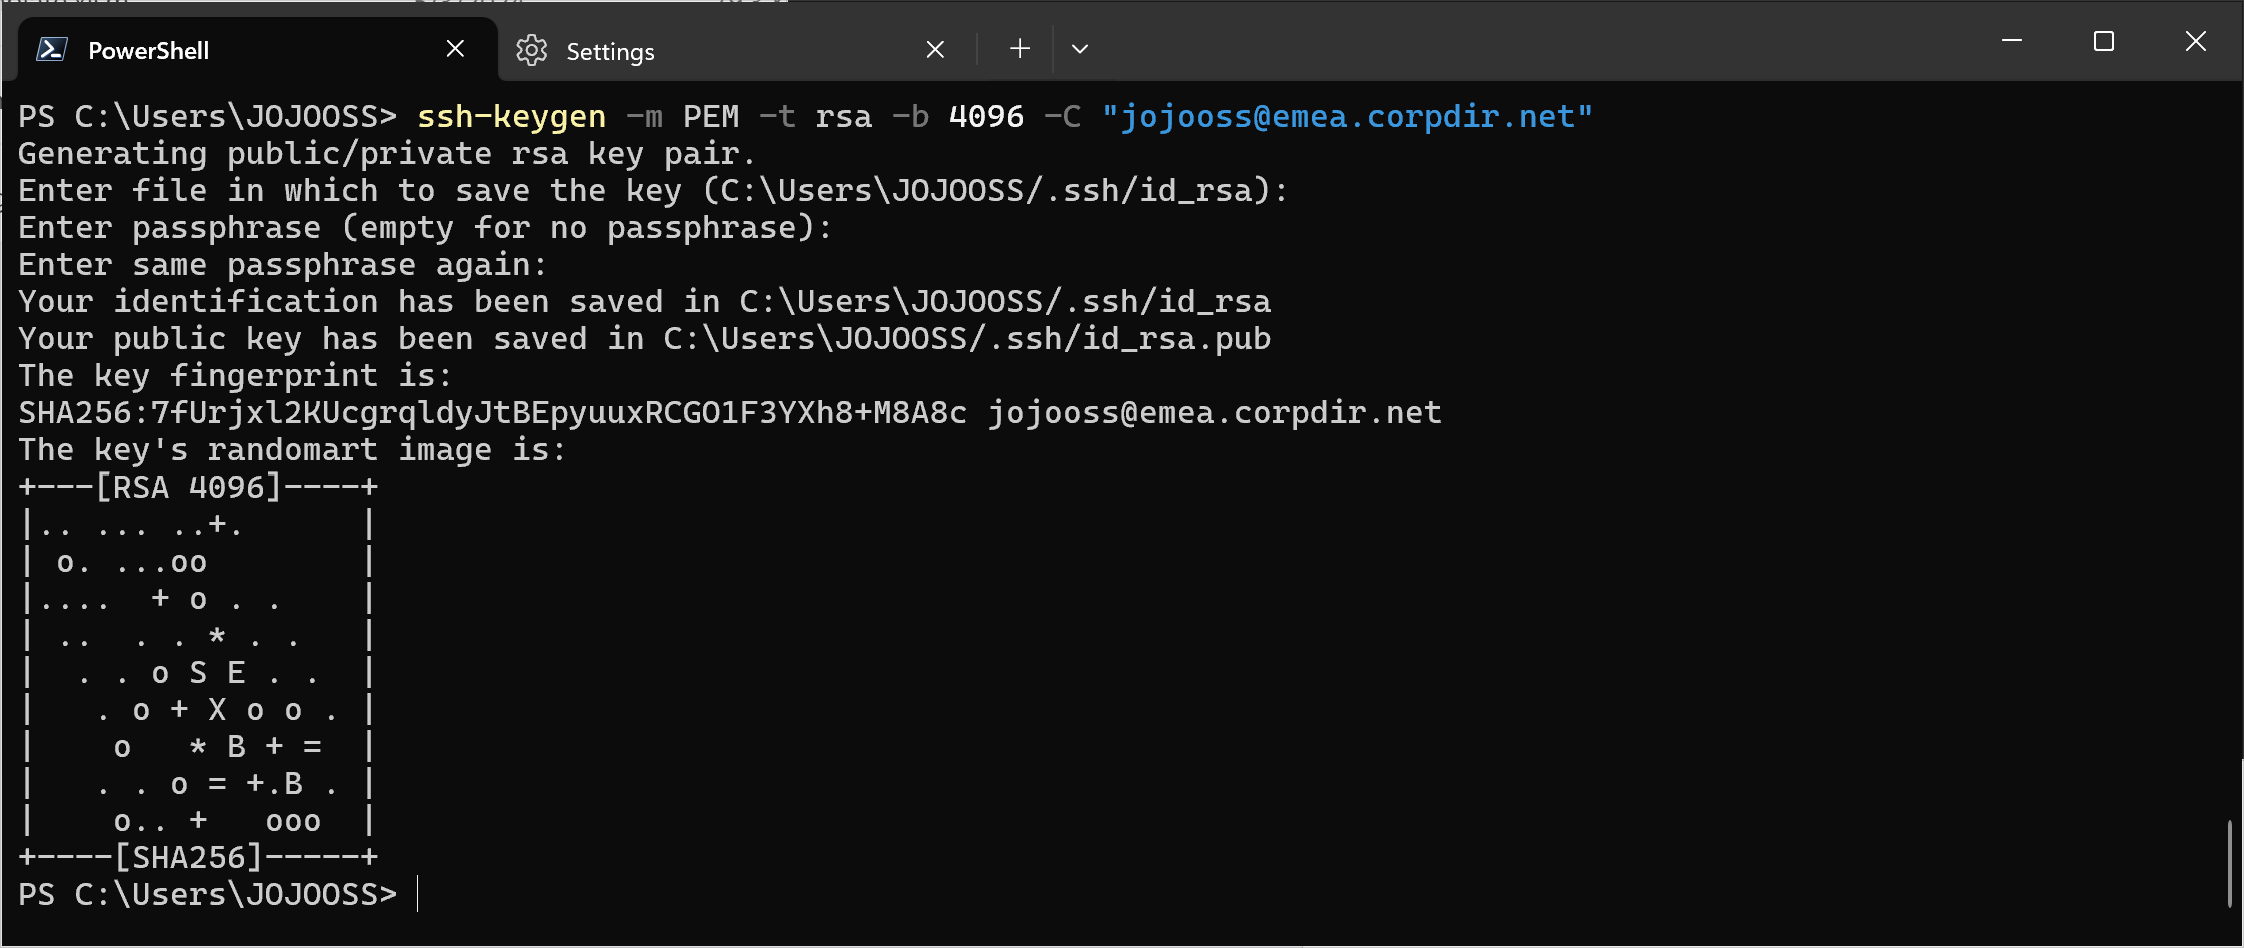 PowerShell
Settings
PS C:\Users\JOJOOSS> ssh-keygen -m PEM -t rsa -b 4096 -C "jojooss@emea.corpdir.net"
Generating public/private rsa key pair.
Enter file in which to save the key (C:\Users\JOJOOSS/.ssh/id_rsa):
Enter passphrase (empty for no passphrase):
Enter same passphrase again:
Your identification has been saved in C:\Users\JOJOOSS/.ssh/id_rsa
Your public key has been saved in C:\Users\JOJOOSS/.ssh/id_rsa.pub
The key fingerprint is:
SHA256:7fUrjxl2KUcgrqldyJtBEpyuuxRCGO1F3YXh8+M8A8c jojooss@emea.corpdir.net
The key's randomart image is:
+---[RSA 4096]----+
|.. ... ..+.      |
| o. ...oo        |
|....  + o . .    |
| ..  . . * . .   |
|  . . o S E . .  |
|   . o + X o o . |
|    o   * B + =  |
|   . . o = +.B . |
|    o.. +   ooo  |
+----[SHA256]-----+
PS C:\Users\JOJOOSS>